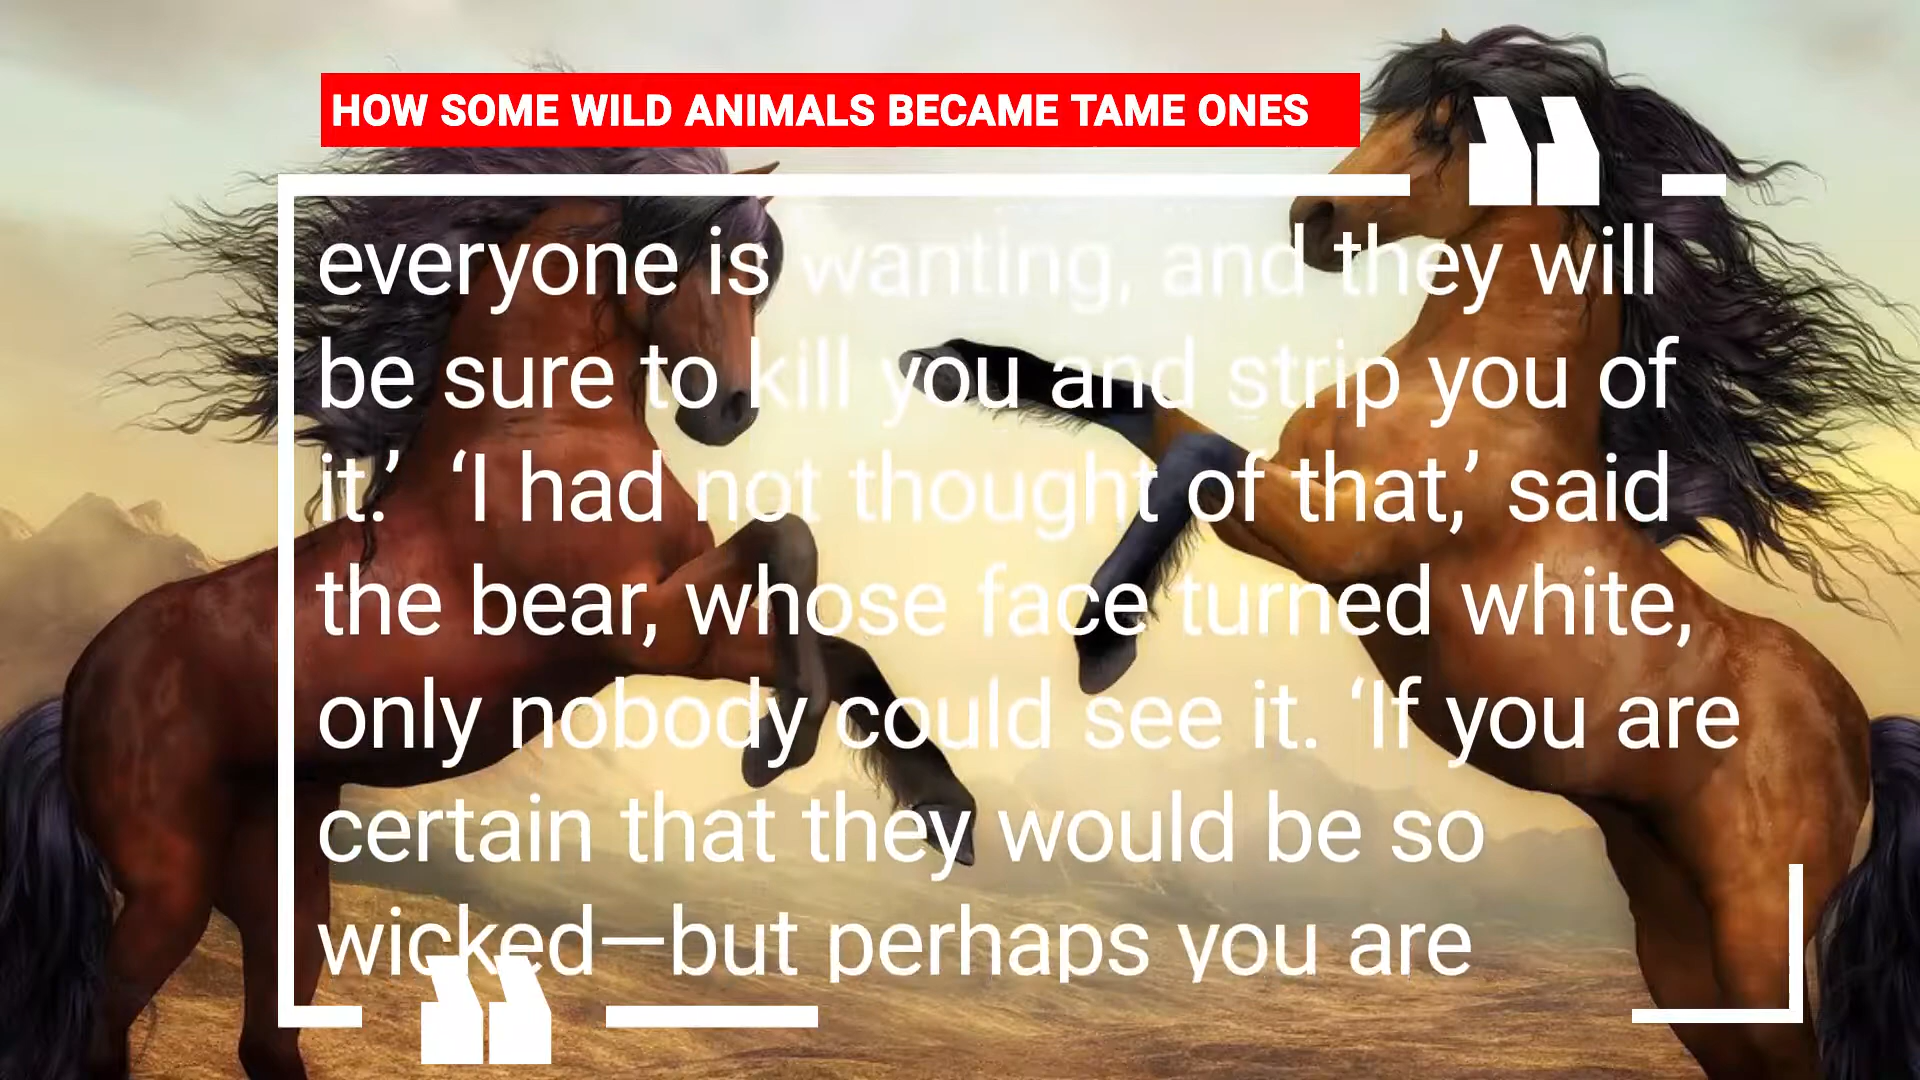 HOW SOME WILD ANIMALS BECAME TAME ONES
everyone is wanting, and they will
be sure to kill you and strip you of
it.’ ‘I had not thought of that,’ said
the bear, whose face turned white,
only nobody could see it. ‘If you are
certain that they would be so
wicked—but perhaps you are